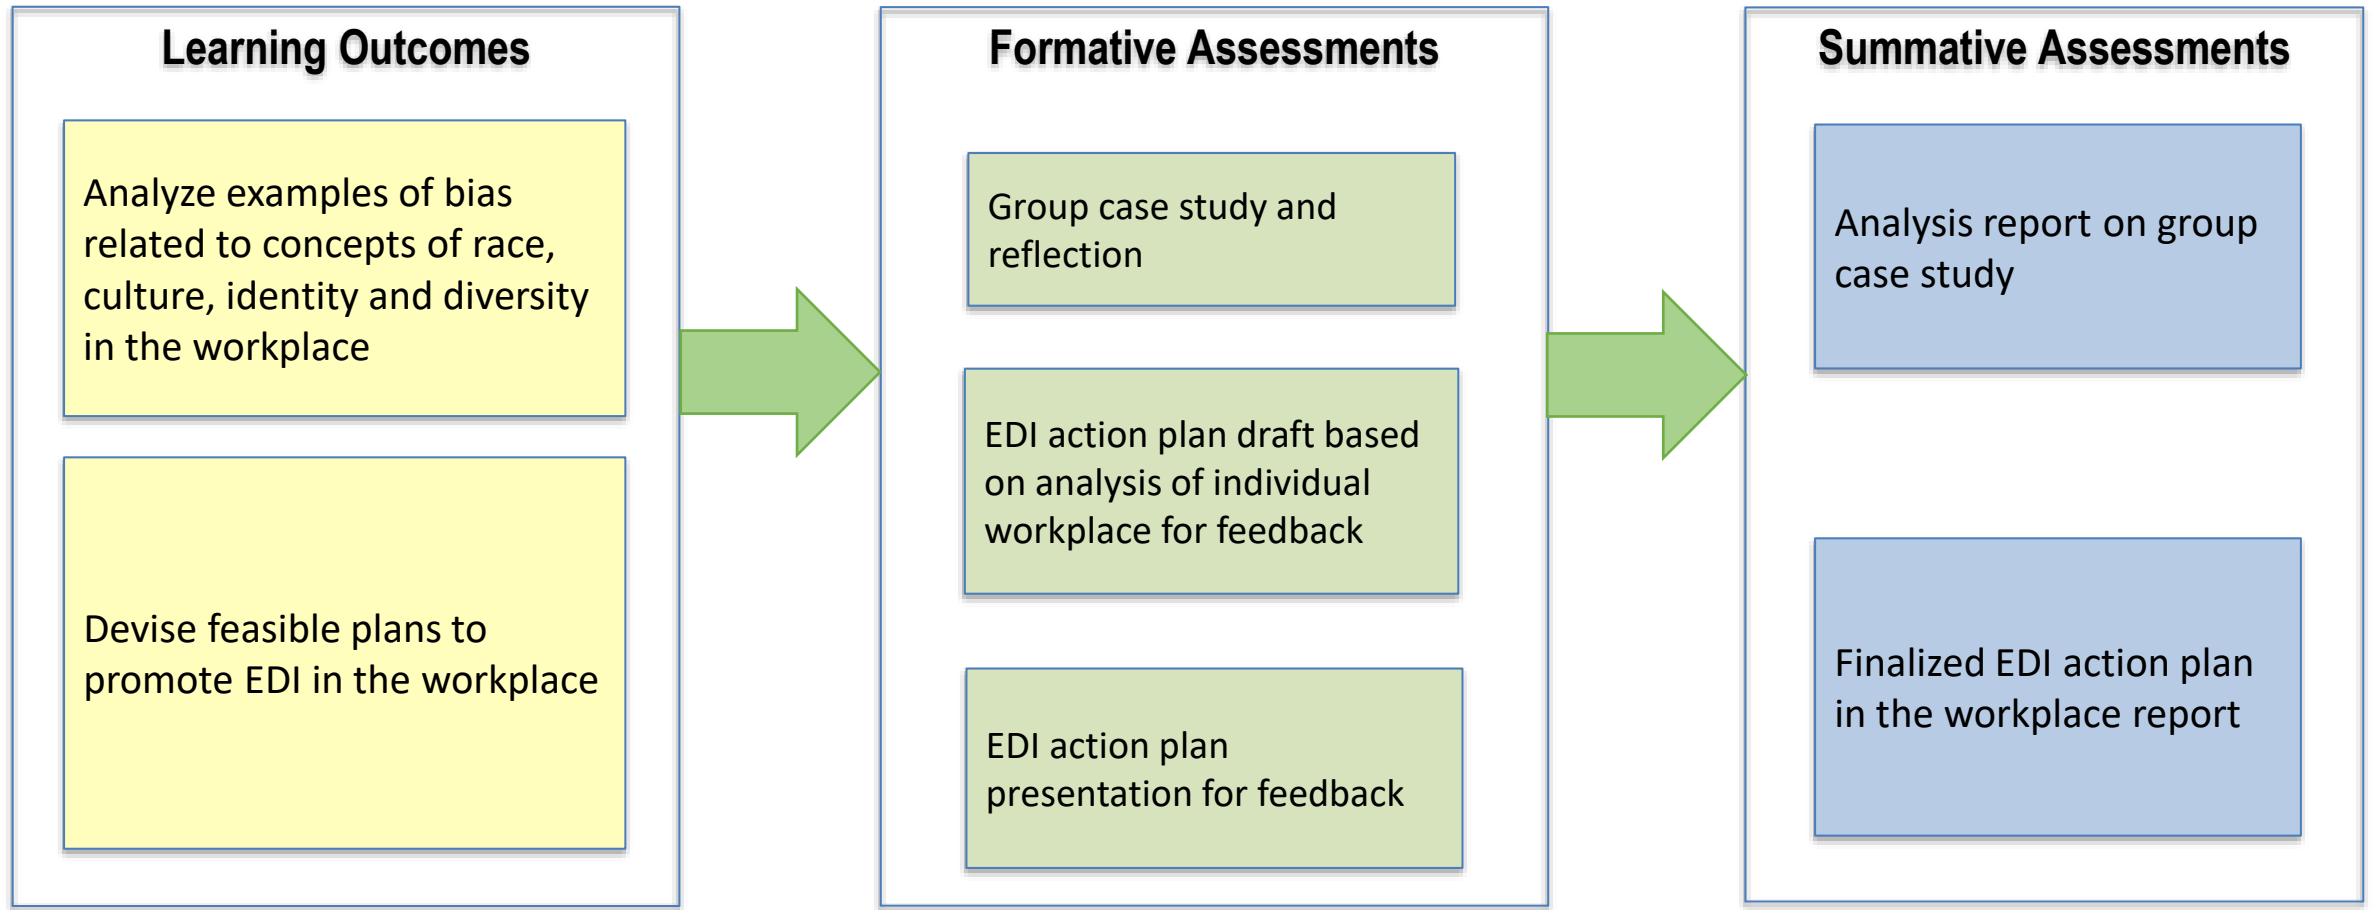 Learning Outcomes
Analyze examples of bias
related to concepts of race,
culture, identity and diversity
in the workplace
Devise feasible plans to
promote EDI in the workplace
Formative Assessments
Group case study and
reflection
EDI action plan draft based
on analysis of individual
workplace for feedback
EDI action plan
presentation for feedback
Summative Assessments
Analysis report on group
case study
Finalized EDI action plan
in the workplace report